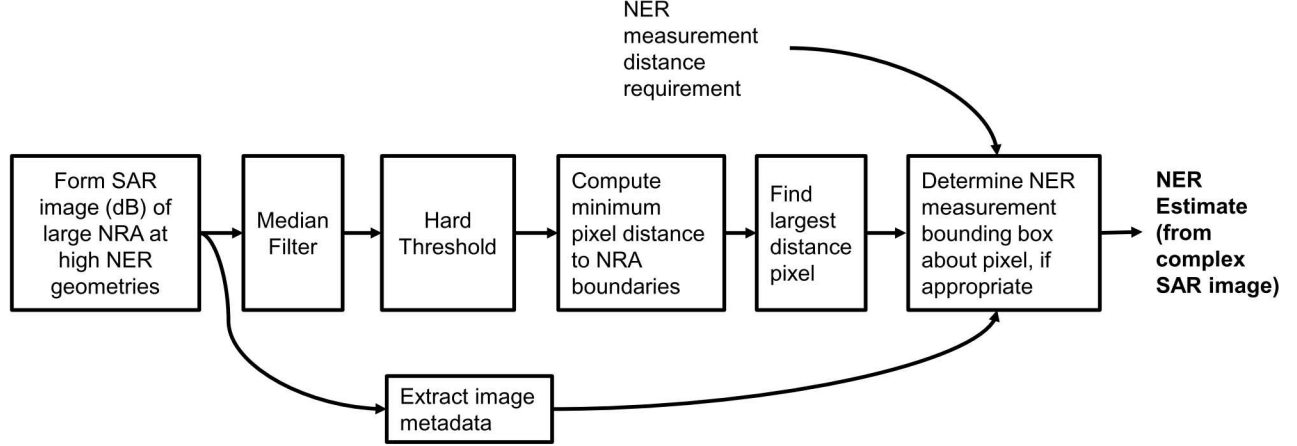 NER
measurement
distance
requirement
Form SAR
image (dB) of
large NRA at
high NER
geometries
Median
Filter
Hard
Threshold
Compute
minimum
pixel distance
to NRA
boundaries
Find
largest
distance
pixel
Determine NER
measurement
bounding box
about pixel, if
appropriate
NER
Estimate
(from
complex
SAR image)
Extract image
metadata